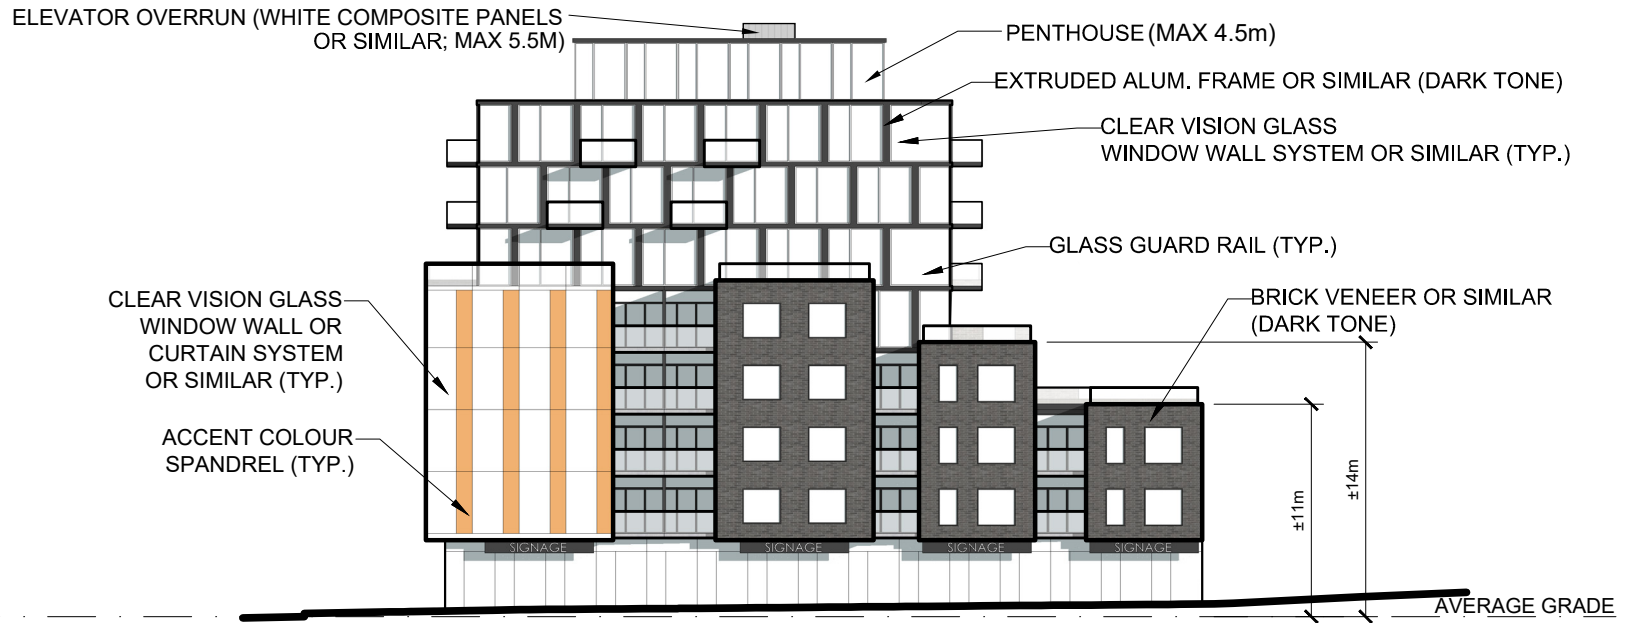 ELEVATOR OVERRUN (WHITE COMPOSITE PANELS
OR SIMILAR; MAX 5.5M)
PENTHOUSE (MAX 4.5m)
EXTRUDED ALUM. FRAME OR SIMILAR (DARK TONE)
CLEAR VISION GLASS
WINDOW WALL SYSTEM OR SIMILAR (TYP.)
GLASS GUARD RAIL (TYP.)
BRICK VENEER OR SIMILAR
(DARK TONE)
CLEAR VISION GLASS
WINDOW WALL OR
CURTAIN SYSTEM
OR SIMILAR (TYP.)
ACCENT COLOUR
SPANDREL (TYP.)
±14m
±11m
SIGNAGE
SIGNAGE
SIGNAGE
SIGNAGE
AVERAGE GRADE